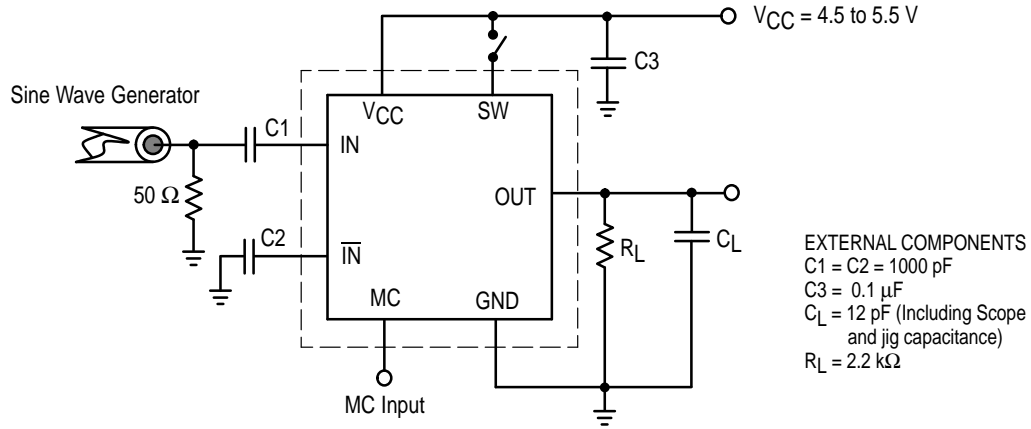 VCC = 4.5 to 5.5 V
C3
Sine Wave Generator
VCC
SW
C1
IN
50 Ω
OUT
C2
IN
RL
CL
MC
GND
MC Input
EXTERNAL COMPONENTS
C1 = C2 = 1000 pF
C3 = 0.1 μF
CL = 12 pF (Including Scope
and jig capacitance)
RL = 2.2 kΩ